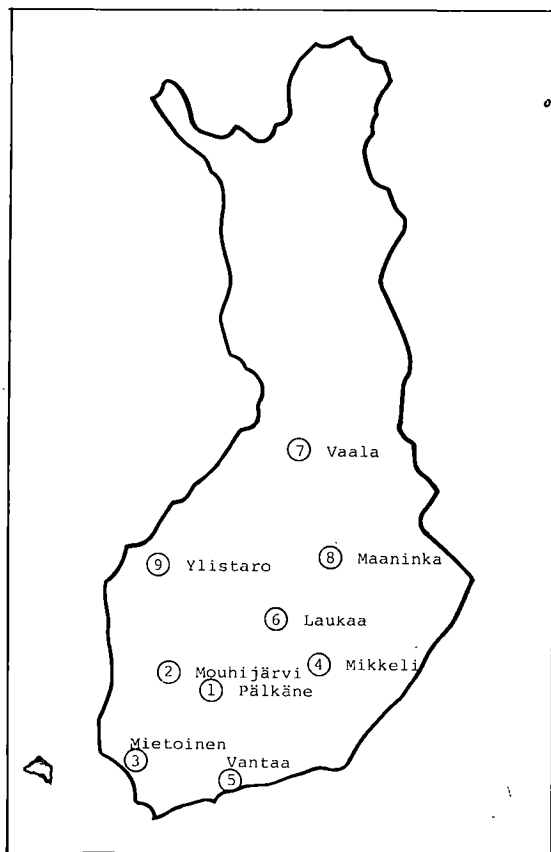 7 Vaala
9 Ylistaro
8 Maaninka
6 Laukaa
2 Mouhijärvi
4 Mikkeli
1 Pälkäne
Mietoinen
3
Vantaa
5